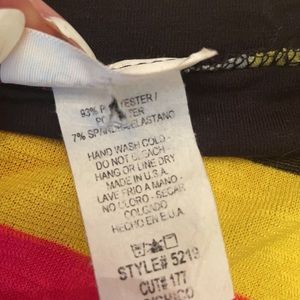 93% POLYESTER /
7% SPANDEX/ELASTANO
HAND WASH COLD -
DO NOT BLEACH -
HANG OR LINE DRY
MADE IN U.S.A.
LAVE FRIO A MANO -
NO CLORO - SECAR
COLGADO
HECHO EN E.U.A.
STYLE# 5219
CUT# 177